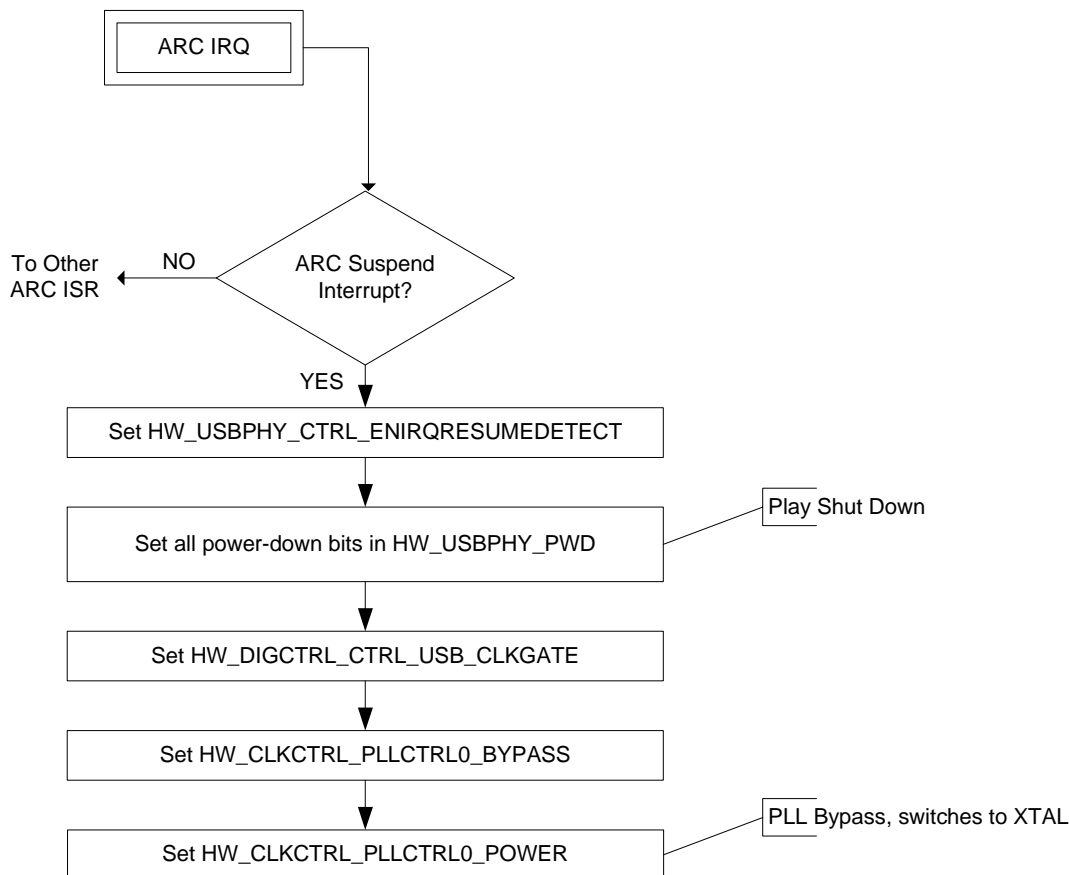 ARC IRQ
ARC Suspend
Interrupt?
NO
To Other
ARC ISR
YES
Set HW_USBPHY_CTRL_ENIRQRESUMEDETECT
Play Shut Down
Set all power-down bits in HW_USBPHY_PWD
Set HW_DIGCTRL_CTRL_USB_CLKGATE
Set HW_CLKCTRL_PLLCTRL0_BYPASS
PLL Bypass, switches to XTAL
Set HW_CLKCTRL_PLLCTRL0_POWER